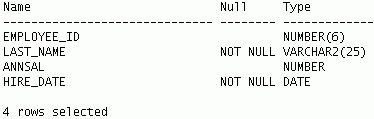 Name Null Type
------------------------------ -------- ------------
EMPLOYEE_ID NUMBER(6)
LAST_NAME NOT NULL VARCHAR2(25)
ANNSAL NUMBER
HIRE_DATE NOT NULL DATE
4 rows selected